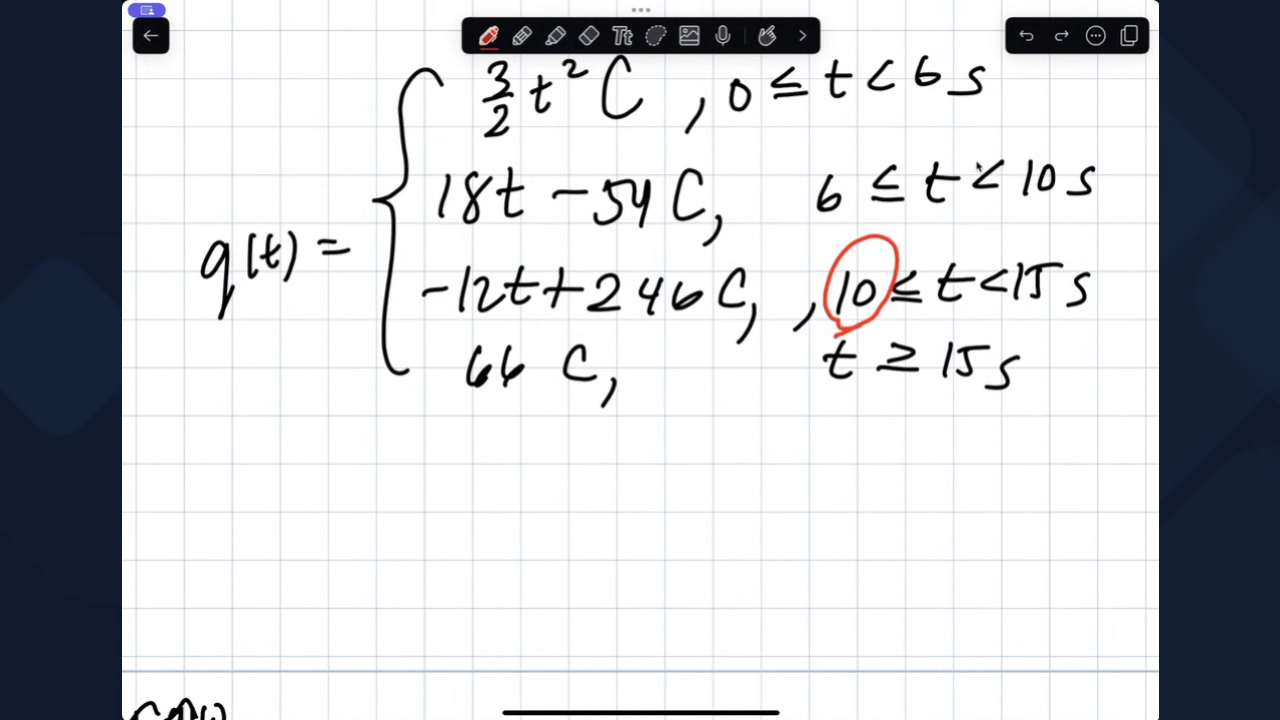 3/2 t² C , 0 ≤ t < 6 s
18t - 54 C, 6 ≤ t < 10 s
q(t) =
-12t + 246 C, , 10 ≤ t < 15 s
66 C, t ≥ 15 s